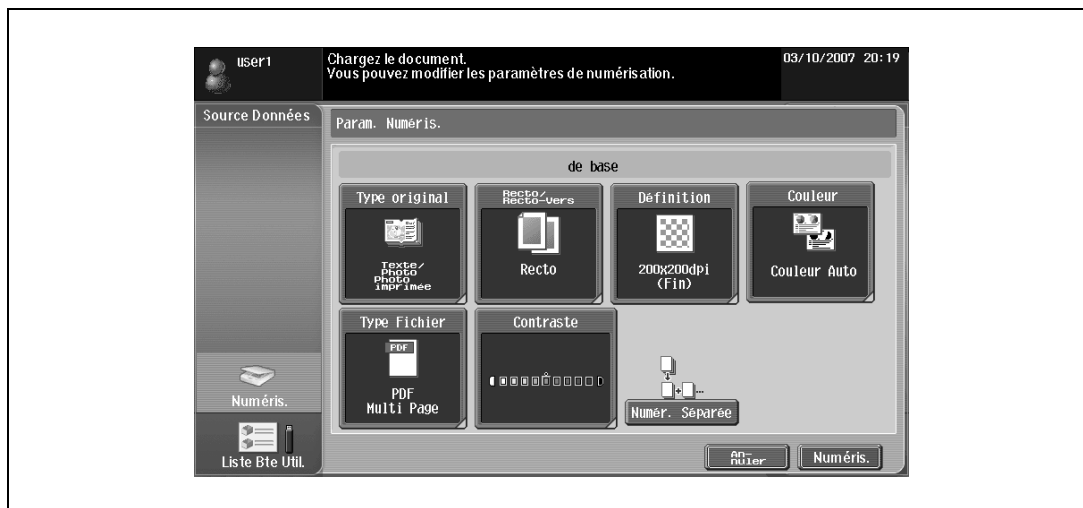 user1
Chargez le document.
Vous pouvez modifier les paramètres de numérisation.
03/10/2007 20:19
Source Données
Param. Numéris.
de base
Type original
Texte/
Photo
Photo
imprimée
Recto/
Recto-Vers
Recto
Définition
200X200dpi
(Fin)
Couleur
Couleur Auto
Type Fichier
PDF
PDF
Multi Page
Contraste
Numér. Séparée
Numéris.
Liste Bte Util.
An-
nuler
Numéris.